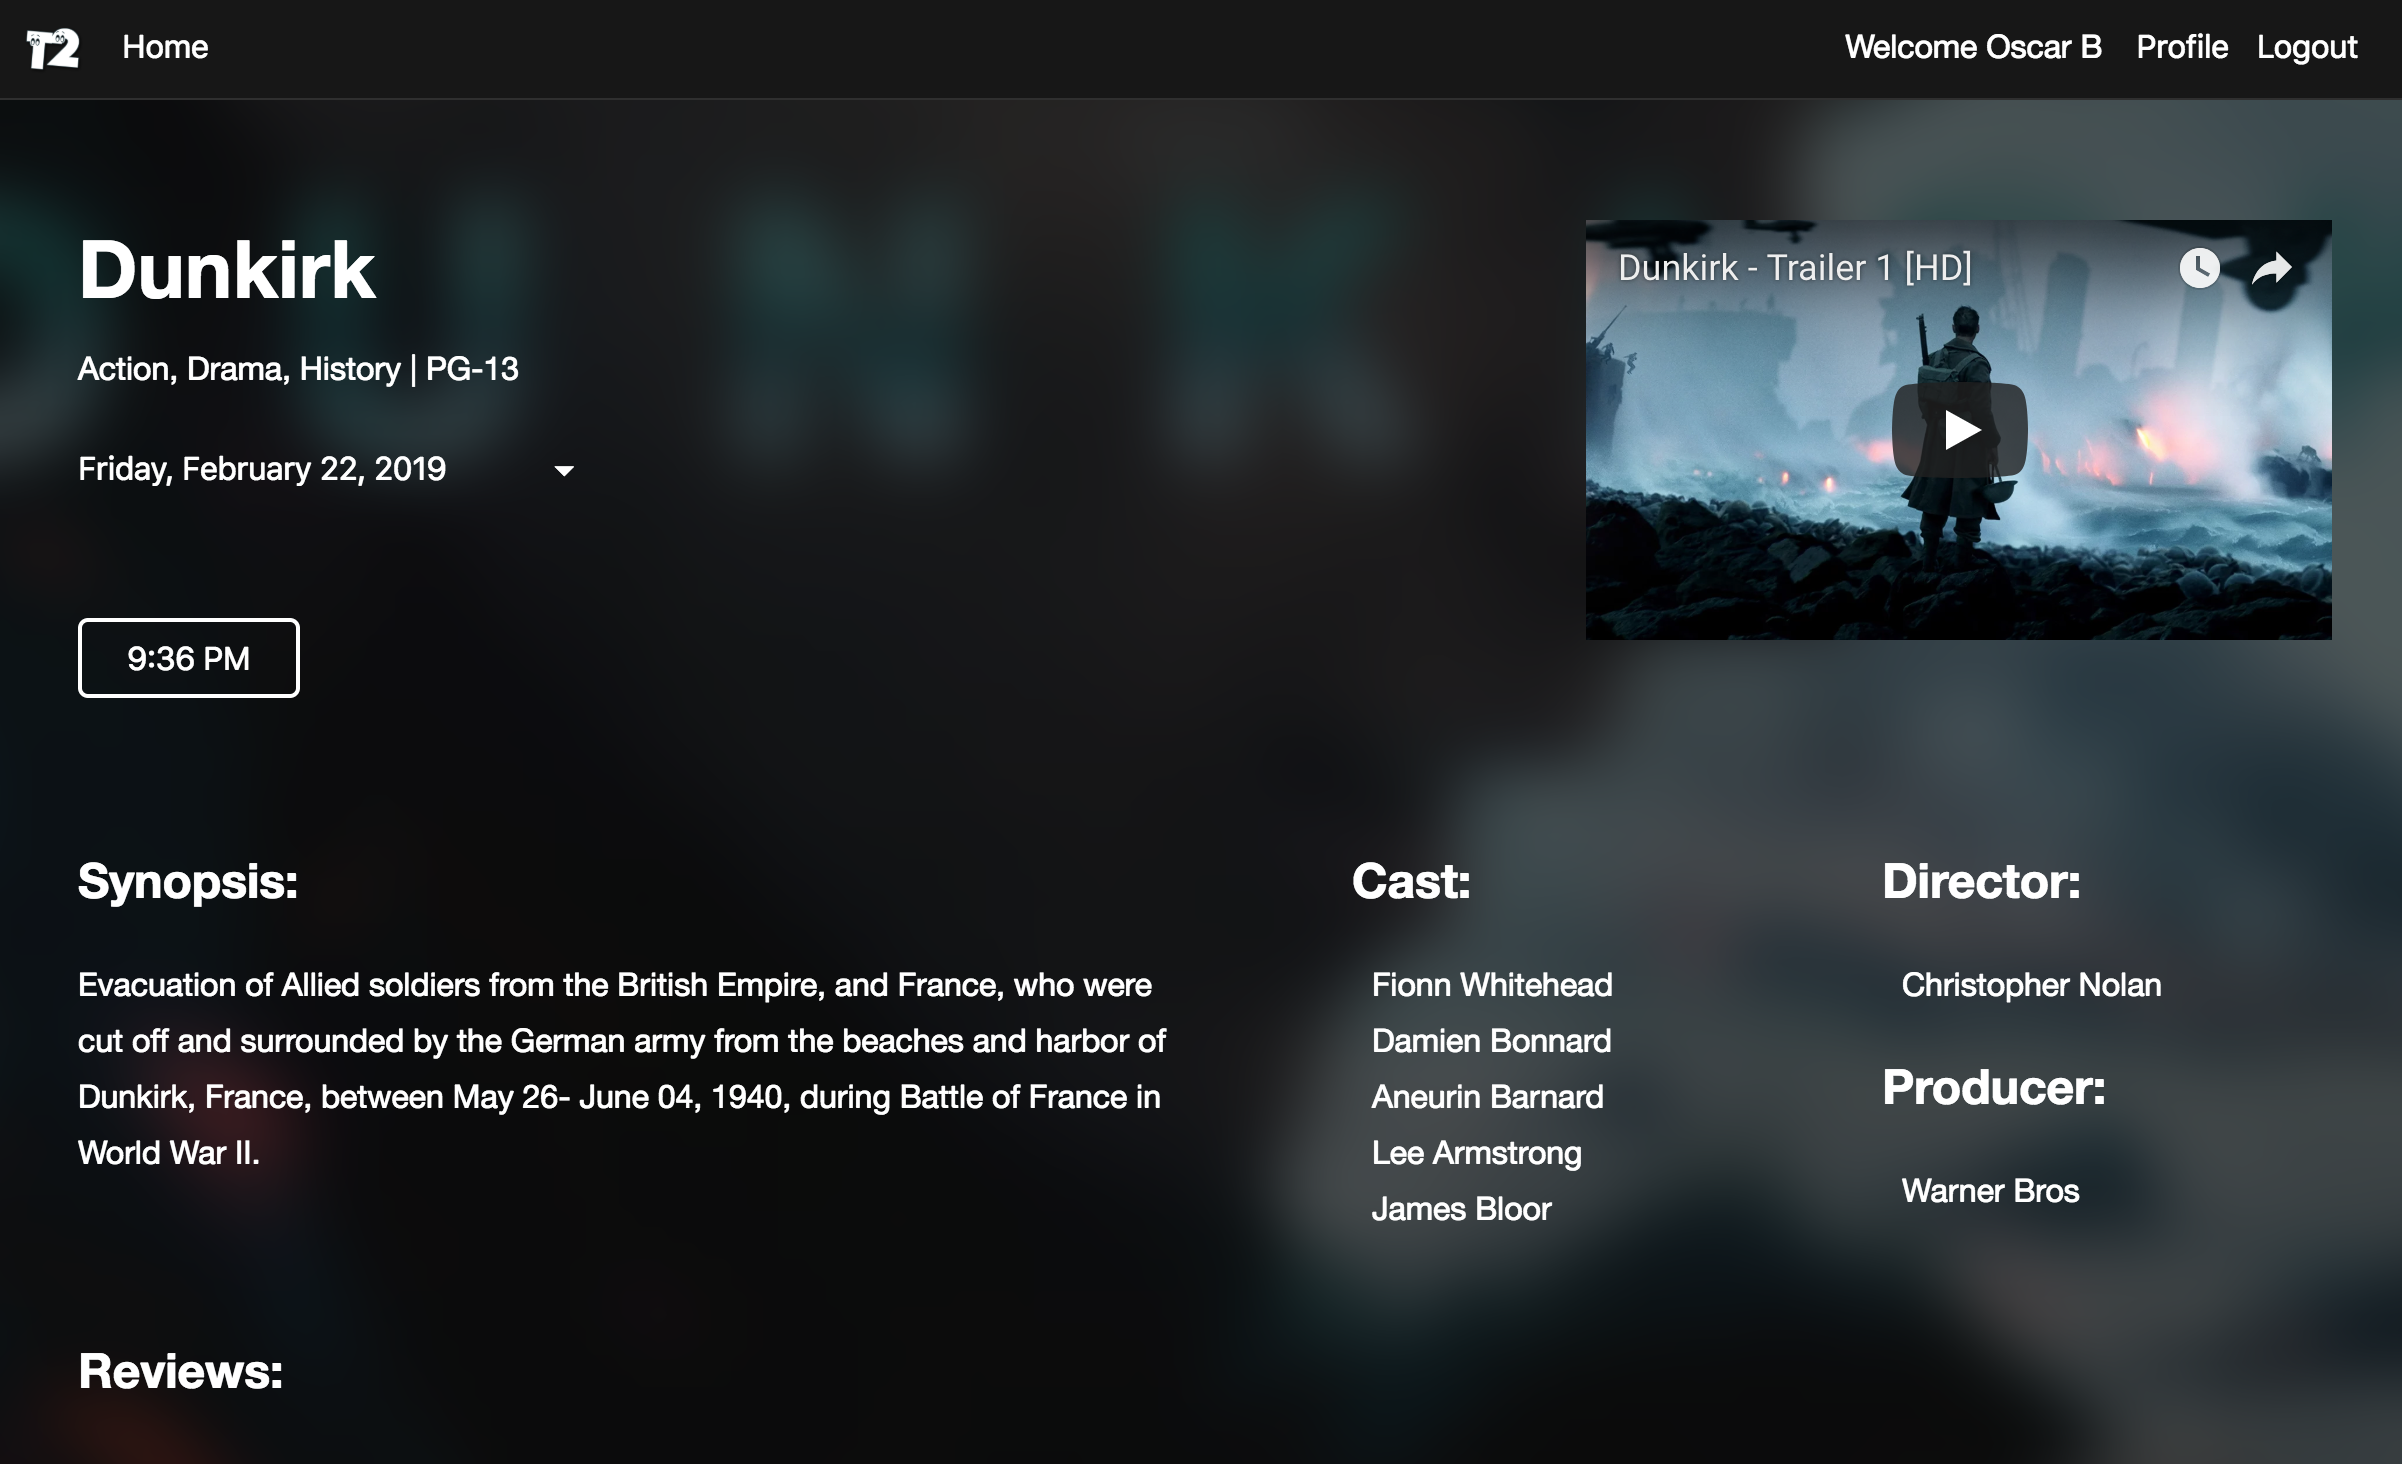 T2 Home Welcome Oscar B Profile Logout
Dunkirk
Dunkirk - Trailer 1 [HD]
Action, Drama, History | PG-13
Friday, February 22, 2019
9:36 PM
Synopsis:
Evacuation of Allied soldiers from the British Empire, and France, who were
cut off and surrounded by the German army from the beaches and harbor of
Dunkirk, France, between May 26- June 04, 1940, during Battle of France in
World War II.
Cast:
Fionn Whitehead
Damien Bonnard
Aneurin Barnard
Lee Armstrong
James Bloor
Director:
Christopher Nolan
Producer:
Warner Bros
Reviews: